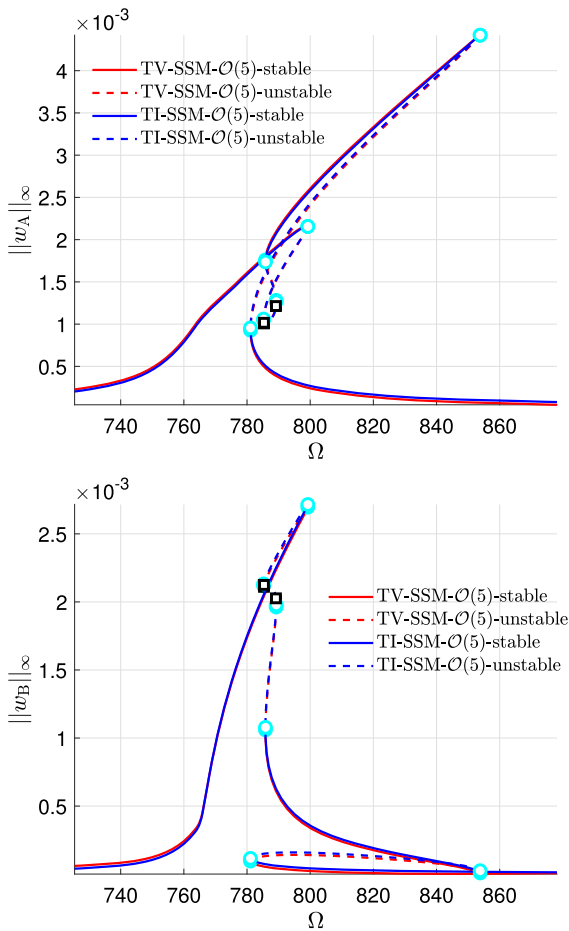 ×10⁻³
4
3.5
3
2.5
2
1.5
1
0.5
||w_A||_∞
TV-SSM-𝒪(5)-stable
TV-SSM-𝒪(5)-unstable
TI-SSM-𝒪(5)-stable
TI-SSM-𝒪(5)-unstable
740 760 780 800 820 840 860
Ω
×10⁻³
2.5
2
1.5
1
0.5
||w_B||_∞
TV-SSM-𝒪(5)-stable
TV-SSM-𝒪(5)-unstable
TI-SSM-𝒪(5)-stable
TI-SSM-𝒪(5)-unstable
740 760 780 800 820 840 860
Ω